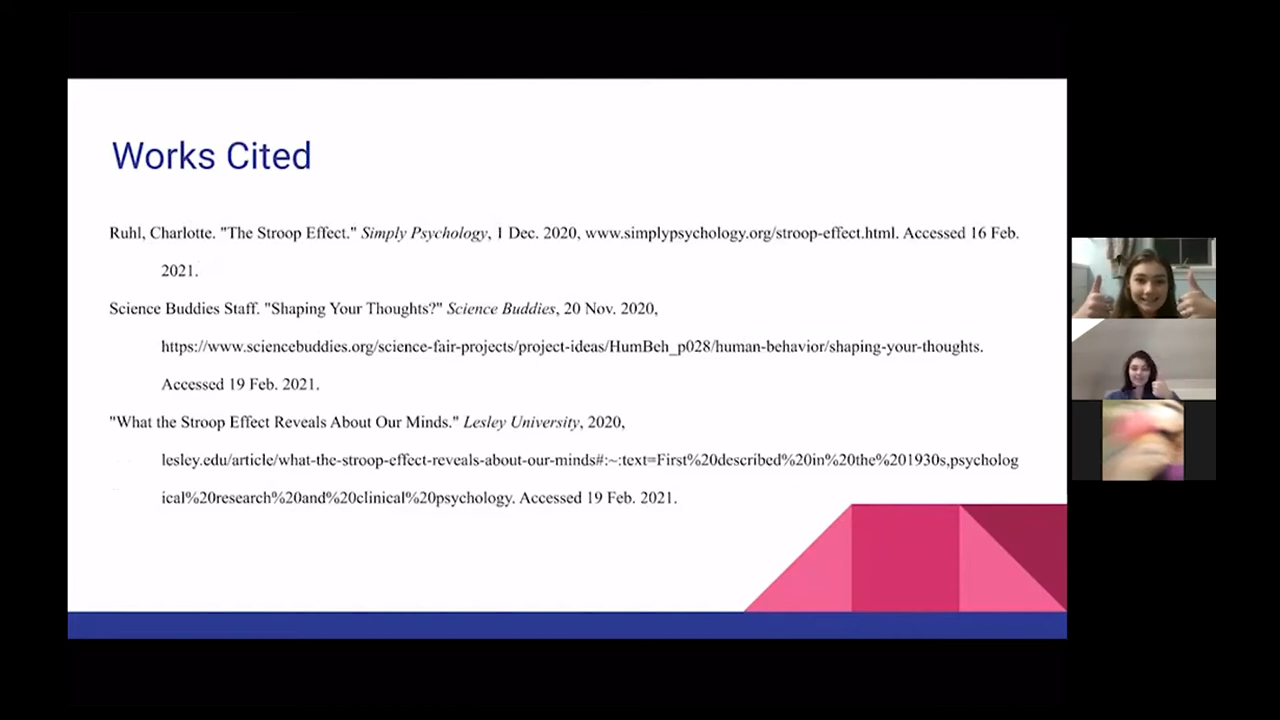 Works Cited
Ruhl, Charlotte. "The Stroop Effect." Simply Psychology, 1 Dec. 2020, www.simplypsychology.org/stroop-effect.html. Accessed 16 Feb.
2021.
Science Buddies Staff. "Shaping Your Thoughts?" Science Buddies, 20 Nov. 2020,
https://www.sciencebuddies.org/science-fair-projects/project-ideas/HumBeh_p028/human-behavior/shaping-your-thoughts.
Accessed 19 Feb. 2021.
"What the Stroop Effect Reveals About Our Minds." Lesley University, 2020,
lesley.edu/article/what-the-stroop-effect-reveals-about-our-minds#:~:text=First%20described%20in%20the%201930s,psycholog
ical%20research%20and%20clinical%20psychology. Accessed 19 Feb. 2021.